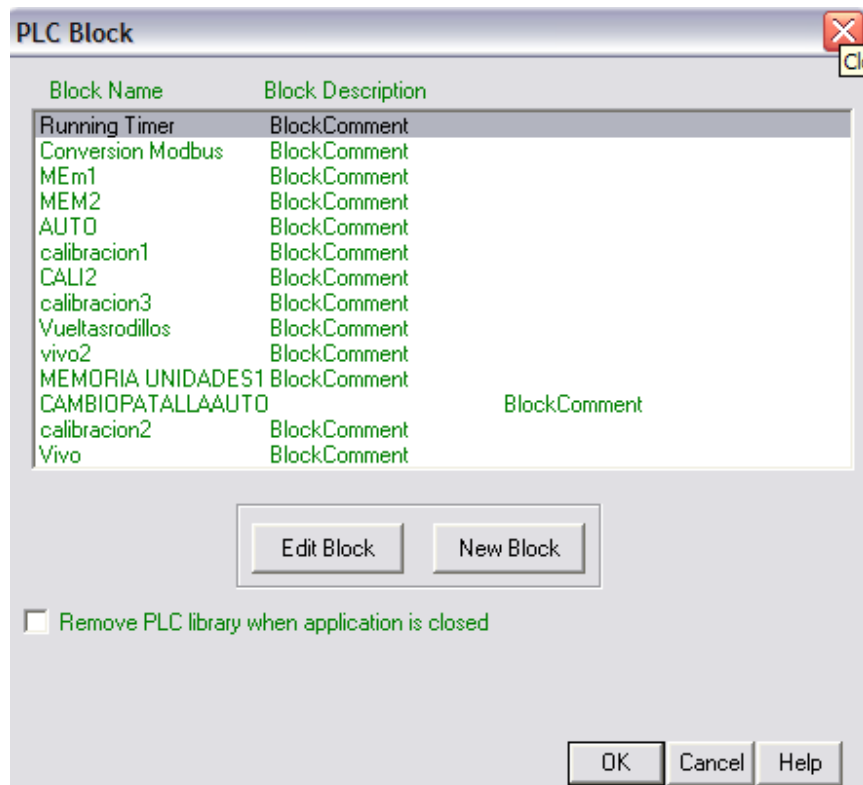 PLC Block
Block Name Block Description
Running Timer BlockComment
Conversion Modbus BlockComment
MEm1 BlockComment
MEM2 BlockComment
AUTO BlockComment
calibracion1 BlockComment
CALI2 BlockComment
calibracion3 BlockComment
Vueltasrodillos BlockComment
vivo2 BlockComment
MEMORIA UNIDADES1 BlockComment
CAMBIOPATALLAAUTO BlockComment
calibracion2 BlockComment
Vivo BlockComment
Edit Block New Block
Remove PLC library when application is closed
OK Cancel Help